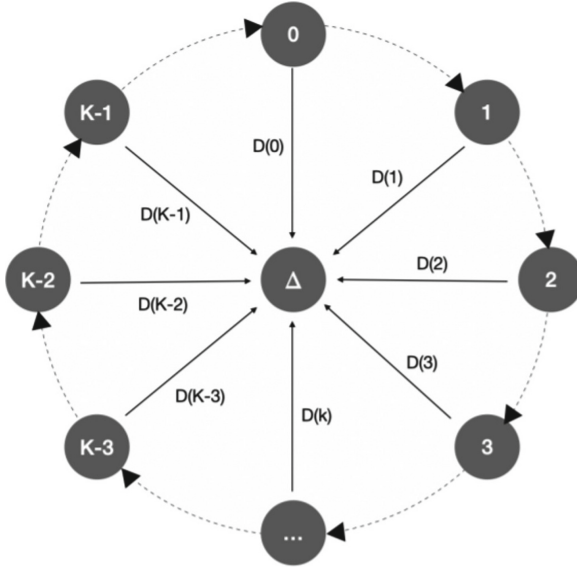 0
K-1
1
D(0)
D(1)
D(K-1)
K-2
Δ
D(2)
2
D(K-2)
D(3)
D(K-3)
D(k)
K-3
3
...